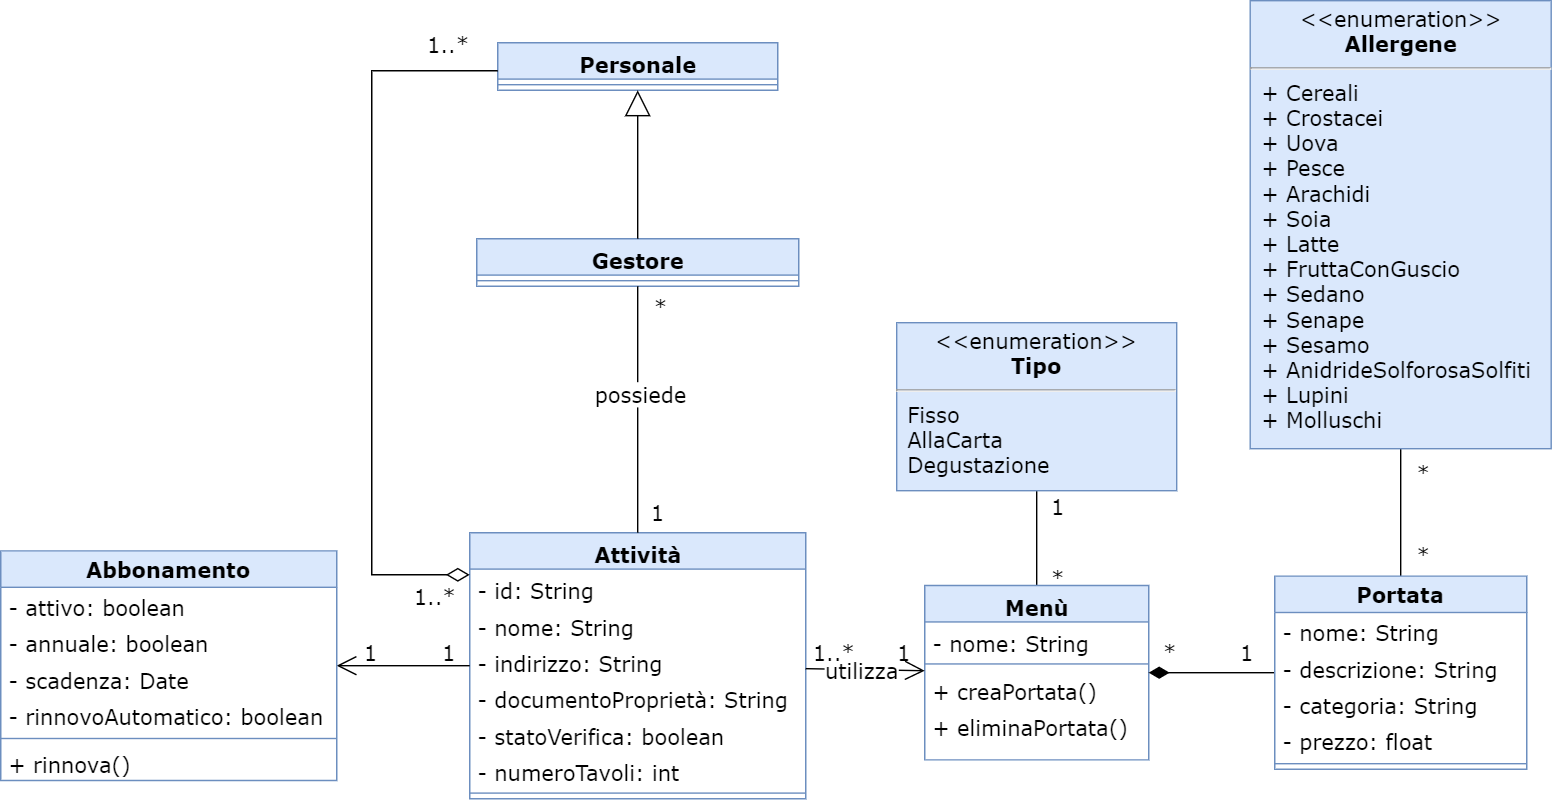 1..*
Personale
Gestore
*
possiede
1
<<enumeration>>
Allergene
+ Cereali
+ Crostacei
+ Uova
+ Pesce
+ Arachidi
+ Soia
+ Latte
+ FruttaConGuscio
+ Sedano
+ Senape
+ Sesamo
+ AnidrideSolforosaSolfiti
+ Lupini
+ Molluschi
*
*
<<enumeration>>
Tipo
Fisso
AllaCarta
Degustazione
1
*
Abbonamento
- attivo: boolean
- annuale: boolean
- scadenza: Date
- rinnovoAutomatico: boolean
+ rinnova()
1
1
1..*
Attività
- id: String
- nome: String
- indirizzo: String
- documentoProprietà: String
- statoVerifica: boolean
- numeroTavoli: int
1..*
1
utilizza
Menù
- nome: String
+ creaPortata()
+ eliminaPortata()
*
1
Portata
- nome: String
- descrizione: String
- categoria: String
- prezzo: float